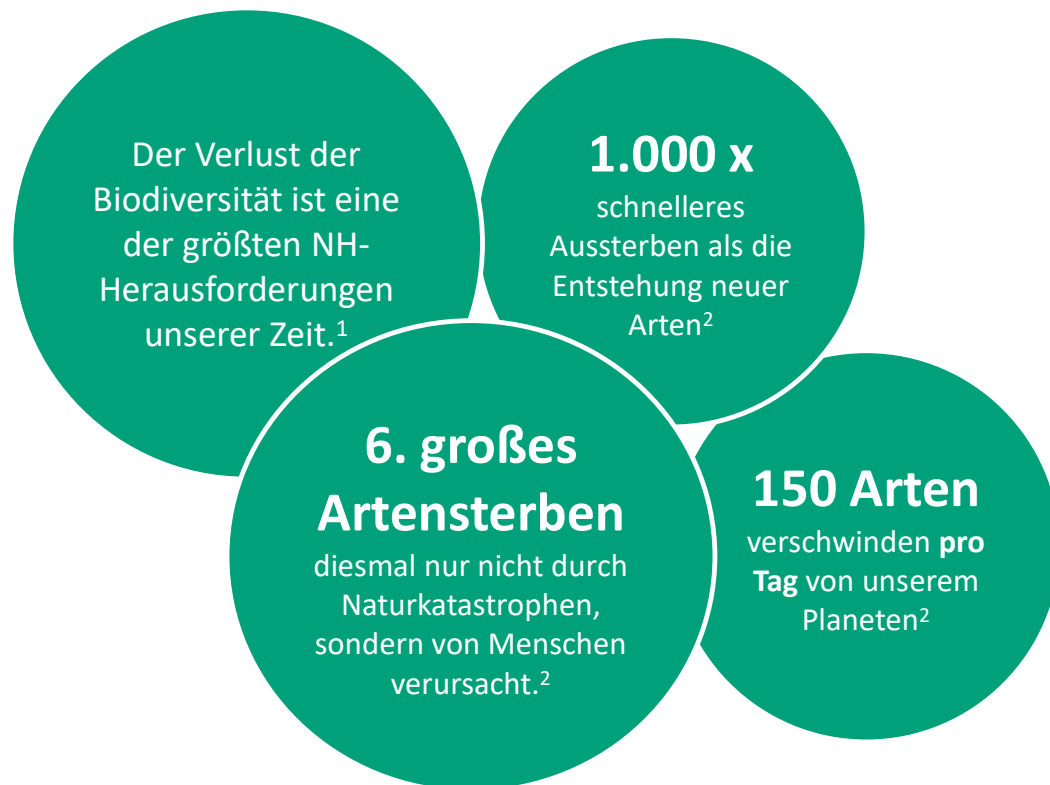 Der Verlust der
Biodiversität ist eine
der größten NH-
Herausforderungen
unserer Zeit.¹
1.000 x
schnelleres
Aussterben als die
Entstehung neuer
Arten²
6. großes
Artensterben
diesmal nur nicht durch
Naturkatastrophen,
sondern von Menschen
verursacht.²
150 Arten
verschwinden pro
Tag von unserem
Planeten²